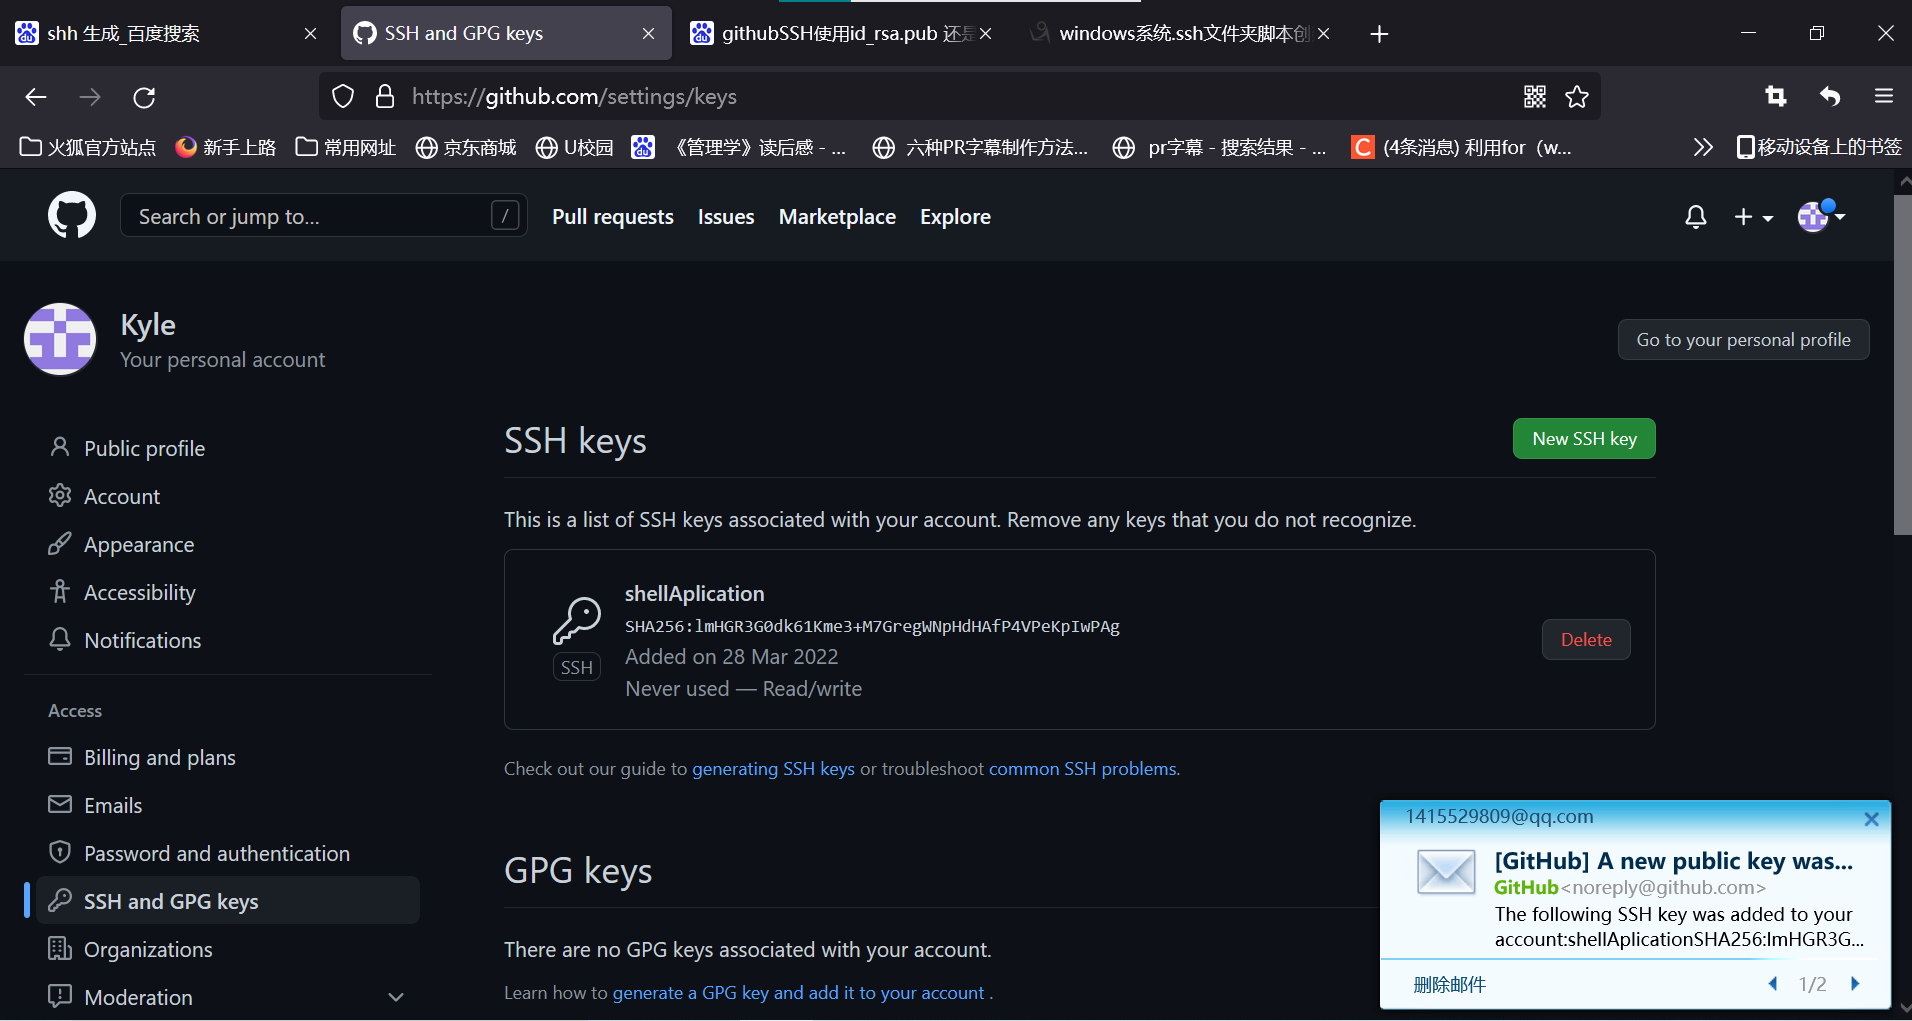 shh 生成_百度搜索
SSH and GPG keys
githubSSH使用id_rsa.pub 还是
windows系统.ssh文件夹脚本创
https://github.com/settings/keys
火狐官方站点
新手上路
常用网址
京东商城
U校园
《管理学》读后感 - ...
六种PR字幕制作方法...
pr字幕 - 搜索结果 - ...
C (4条消息) 利用for（w...
移动设备上的书签
Search or jump to...
/
Pull requests
Issues
Marketplace
Explore
Kyle
Your personal account
Go to your personal profile
Public profile
Account
Appearance
Accessibility
Notifications
Access
Billing and plans
Emails
Password and authentication
SSH and GPG keys
Organizations
Moderation
SSH keys
New SSH key
This is a list of SSH keys associated with your account. Remove any keys that you do not recognize.
shellAplication
SHA256:lmHGR3G0dk61Kme3+M7GregWNpHdHAfP4VPeKpIwPAg
Added on 28 Mar 2022
Never used — Read/write
SSH
Delete
Check out our guide to generating SSH keys or troubleshoot common SSH problems.
GPG keys
There are no GPG keys associated with your account.
Learn how to generate a GPG key and add it to your account .
1415529809@qq.com
[GitHub] A new public key was...
GitHub<noreply@github.com>
The following SSH key was added to your
account:shellAplicationSHA256:lmHGR3G...
删除邮件
1/2